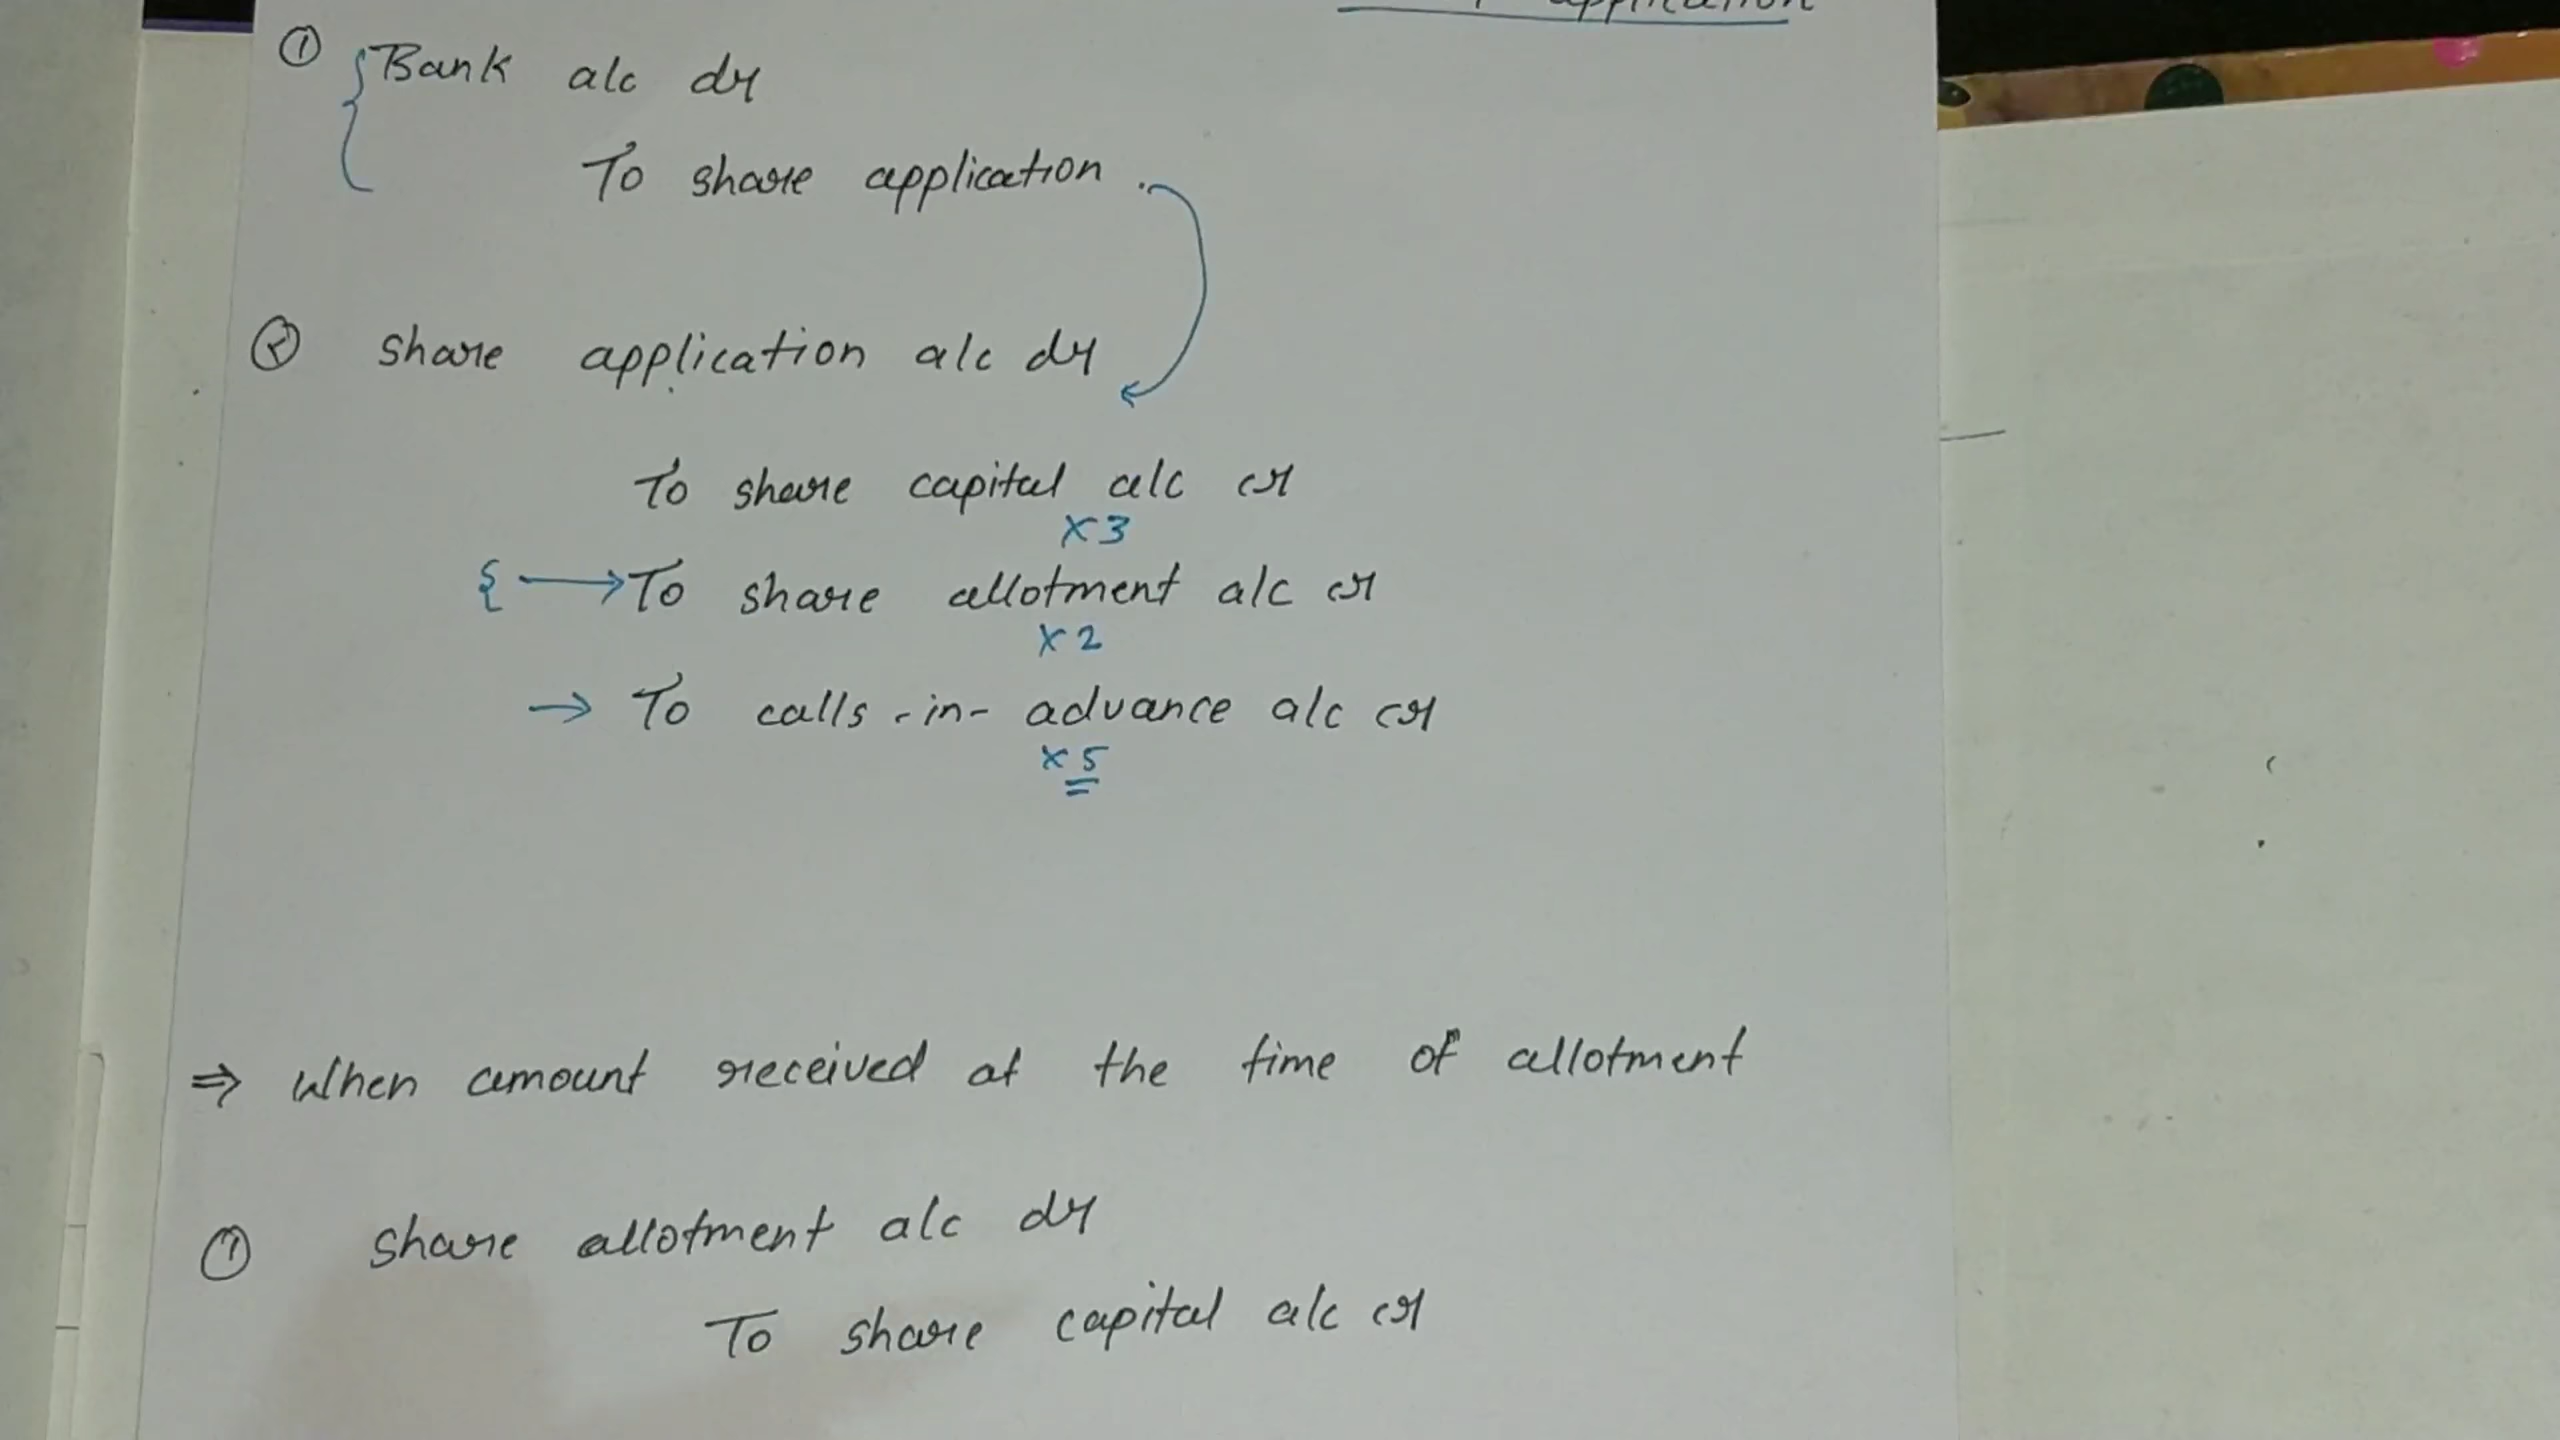 application
① Bank a/c dr
To share application
② share application a/c dr
To share capital a/c cr
x 3
→ To share allotment a/c cr
x 2
→ To calls-in-advance a/c cr
x 5
⇒ When amount received at the time of allotment
① share allotment a/c dr
To share capital a/c cr